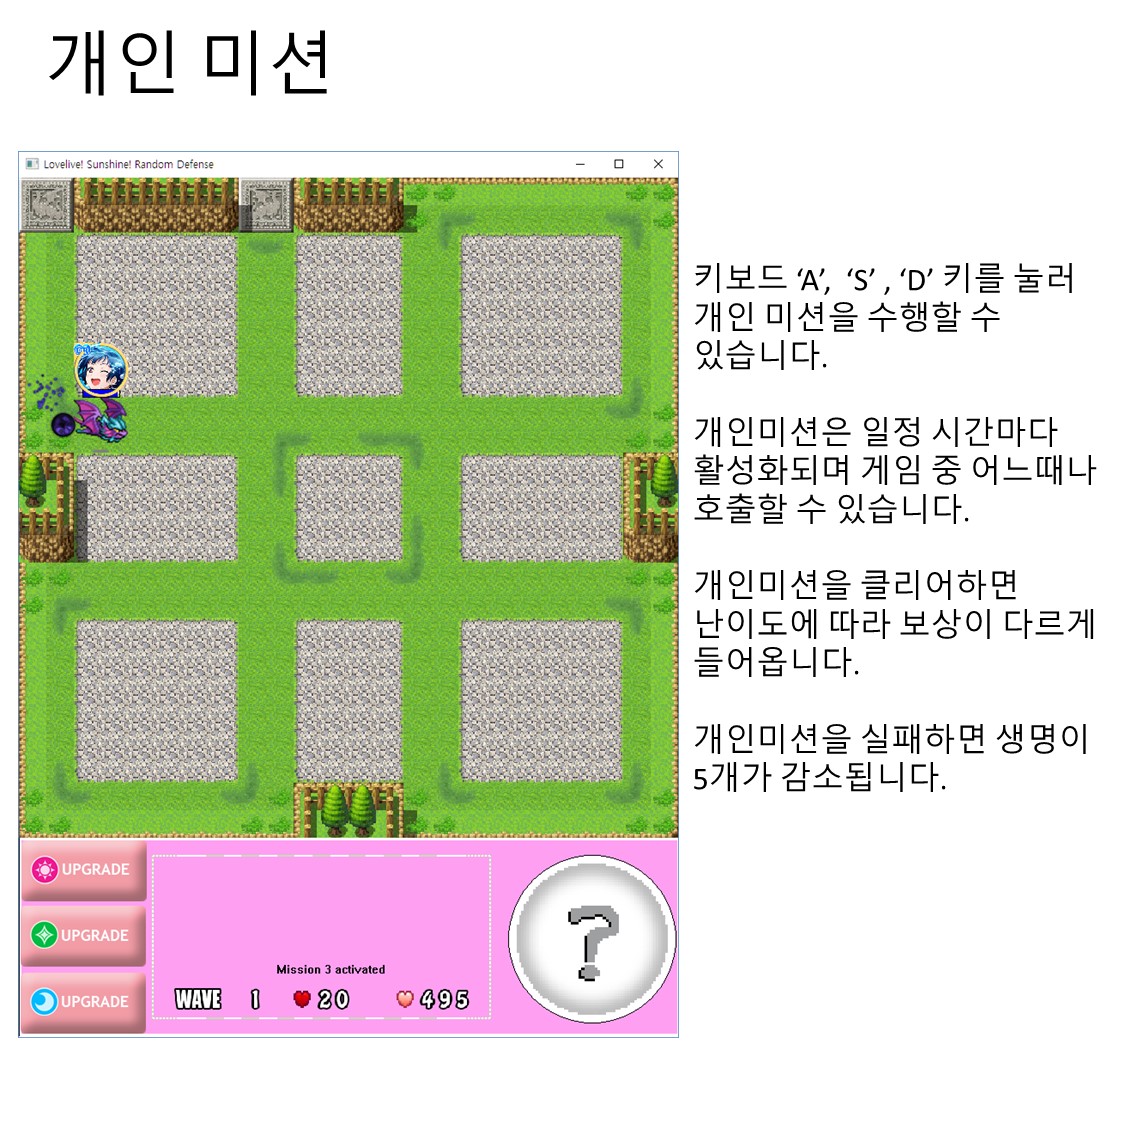 개인 미션
Lovelive! Sunshine! Random Defense
키보드 ‘A’, ‘S’ , ‘D’ 키를 눌러
개인 미션을 수행할 수
있습니다.
개인미션은 일정 시간마다
활성화되며 게임 중 어느때나
호출할 수 있습니다.
개인미션을 클리어하면
난이도에 따라 보상이 다르게
들어옵니다.
개인미션을 실패하면 생명이
5개가 감소됩니다.
UPGRADE
UPGRADE
UPGRADE
Mission 3 activated
WAVE 1 20 495
?